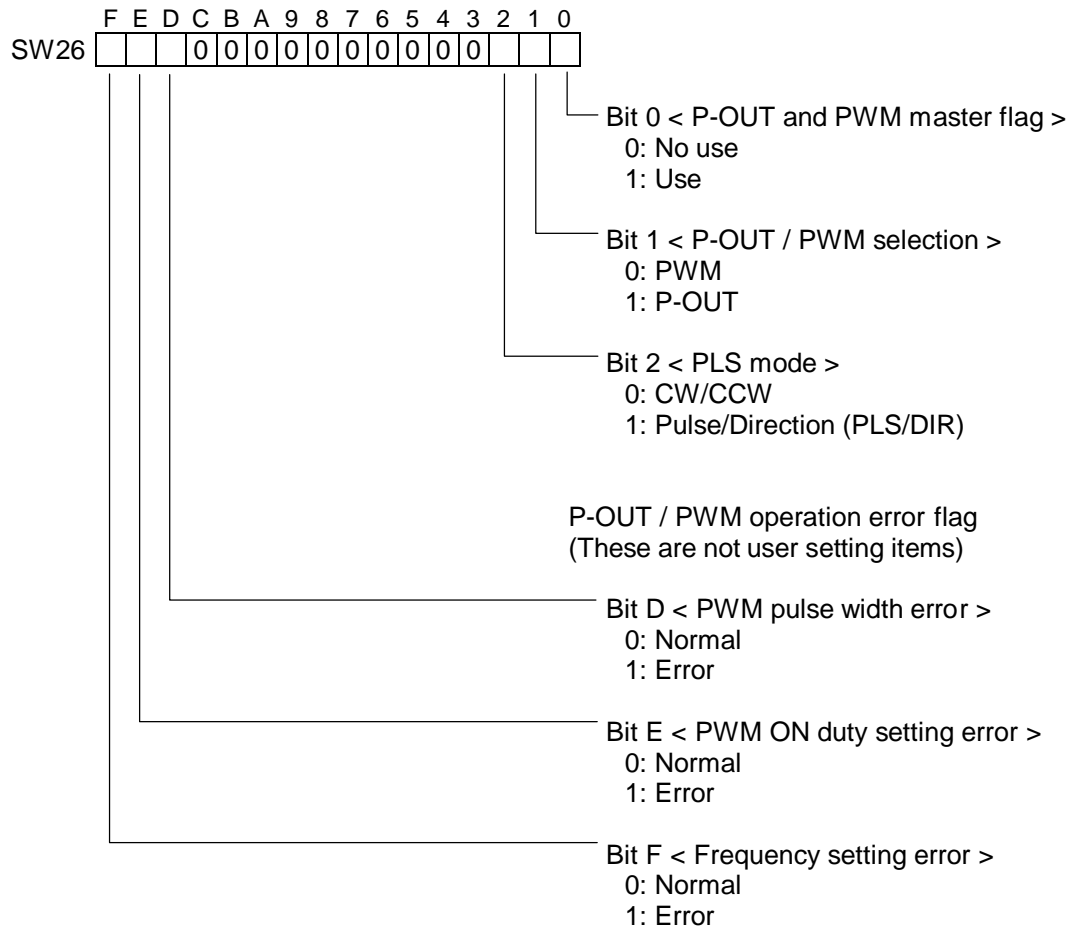 F E D C B A 9 8 7 6 5 4 3 2 1 0
SW26 0 0 0 0 0 0 0 0 0 0
Bit 0 < P-OUT and PWM master flag >
0: No use
1: Use
Bit 1 < P-OUT / PWM selection >
0: PWM
1: P-OUT
Bit 2 < PLS mode >
0: CW/CCW
1: Pulse/Direction (PLS/DIR)
P-OUT / PWM operation error flag
(These are not user setting items)
Bit D < PWM pulse width error >
0: Normal
1: Error
Bit E < PWM ON duty setting error >
0: Normal
1: Error
Bit F < Frequency setting error >
0: Normal
1: Error